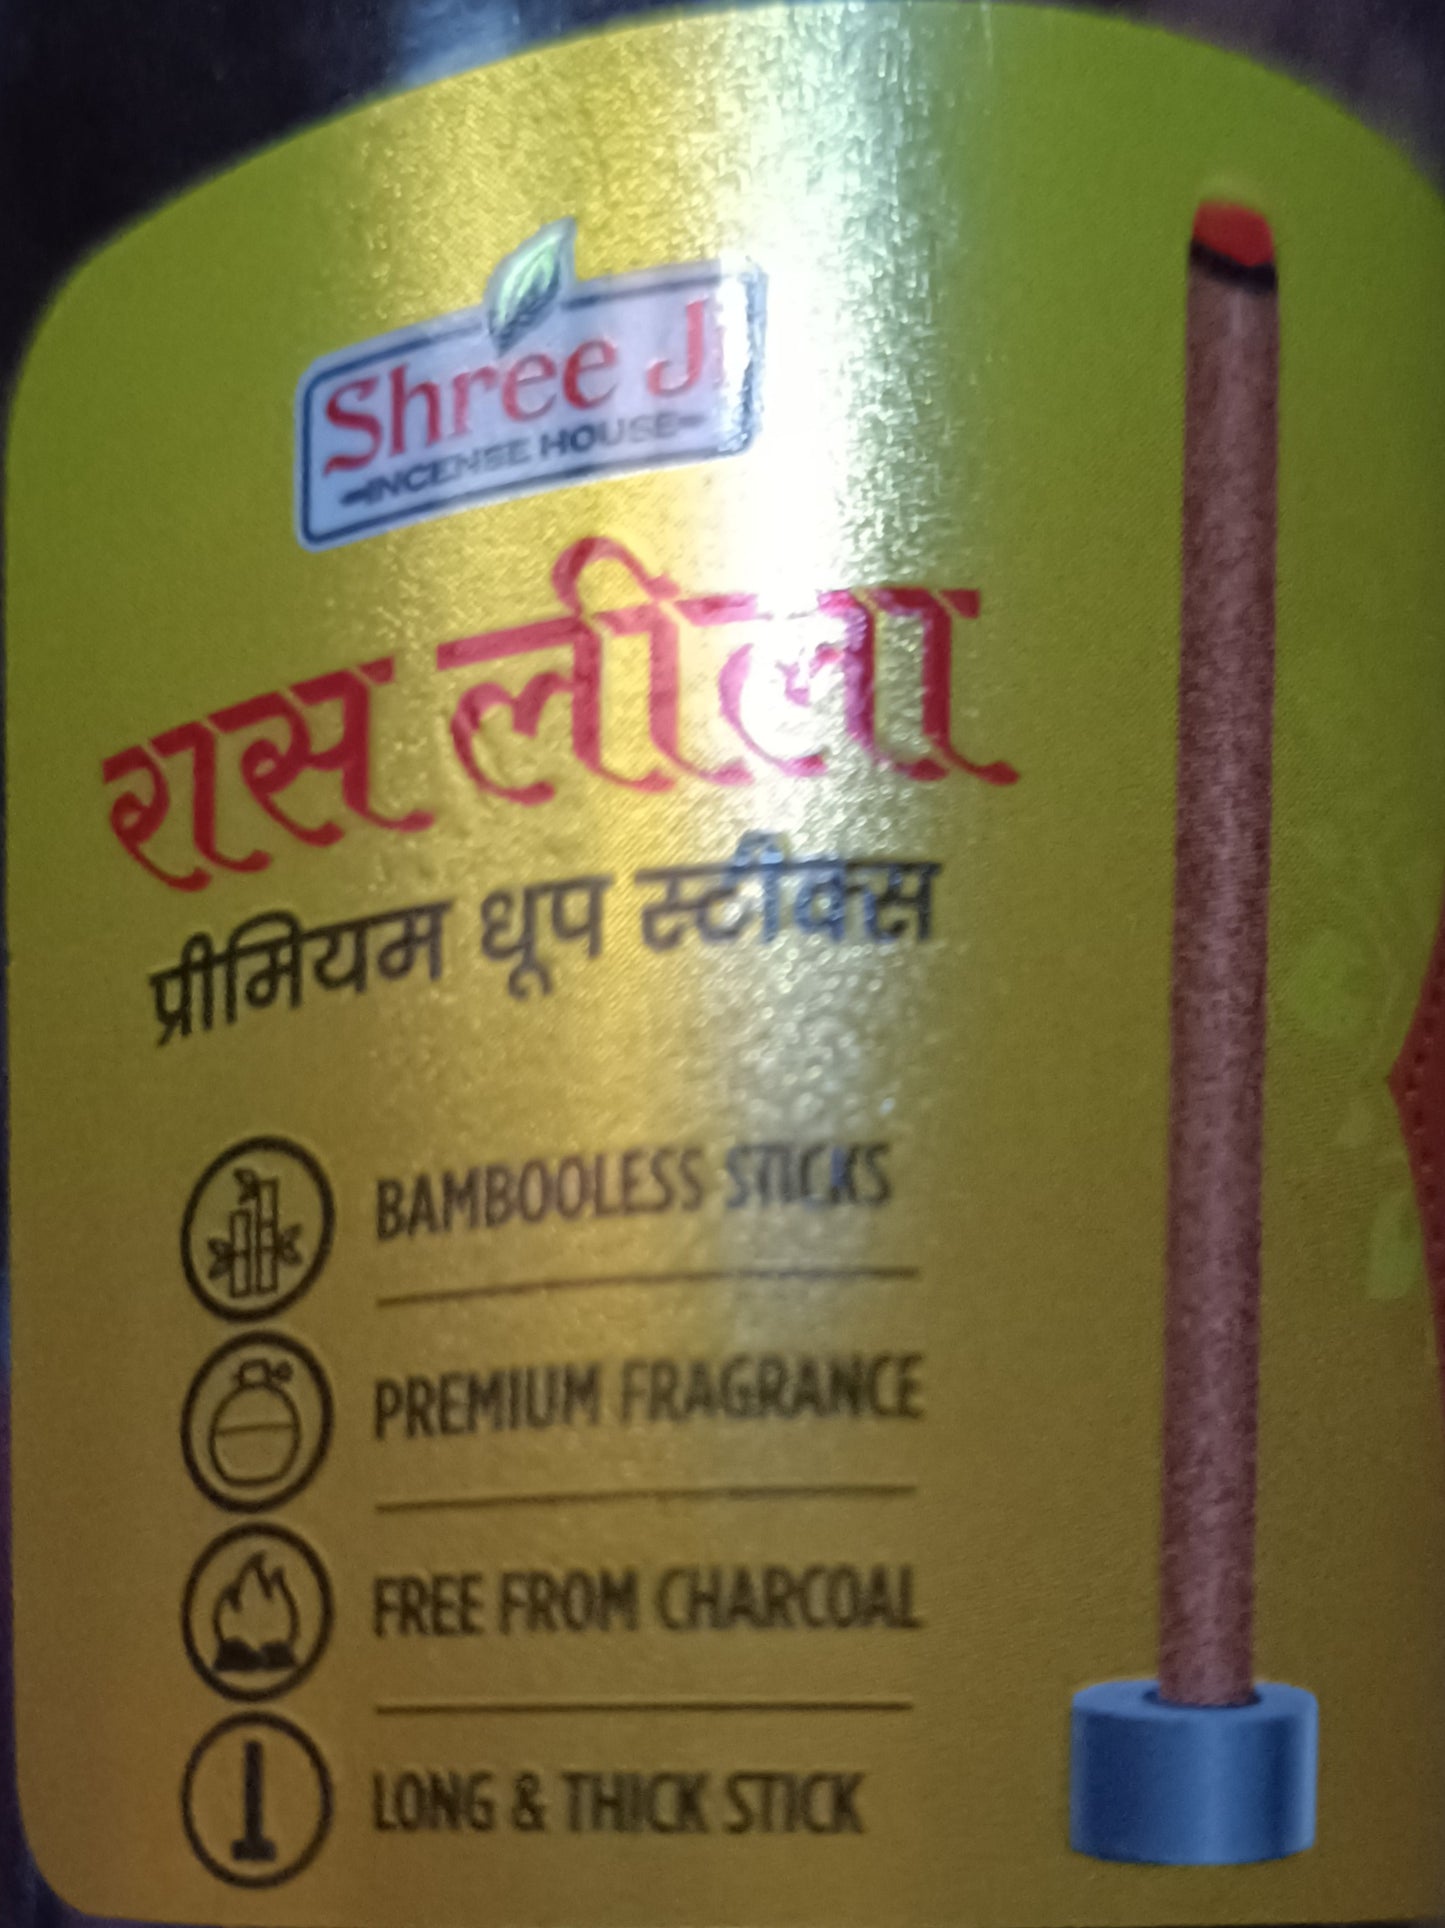 Shree Ji
INCENSE HOUSE
रास लीला
प्रीमियम धूप स्टीक्स
BAMBOOLESS STICKS
PREMIUM FRAGRANCE
FREE FROM CHARCOAL
LONG & THICK STICK